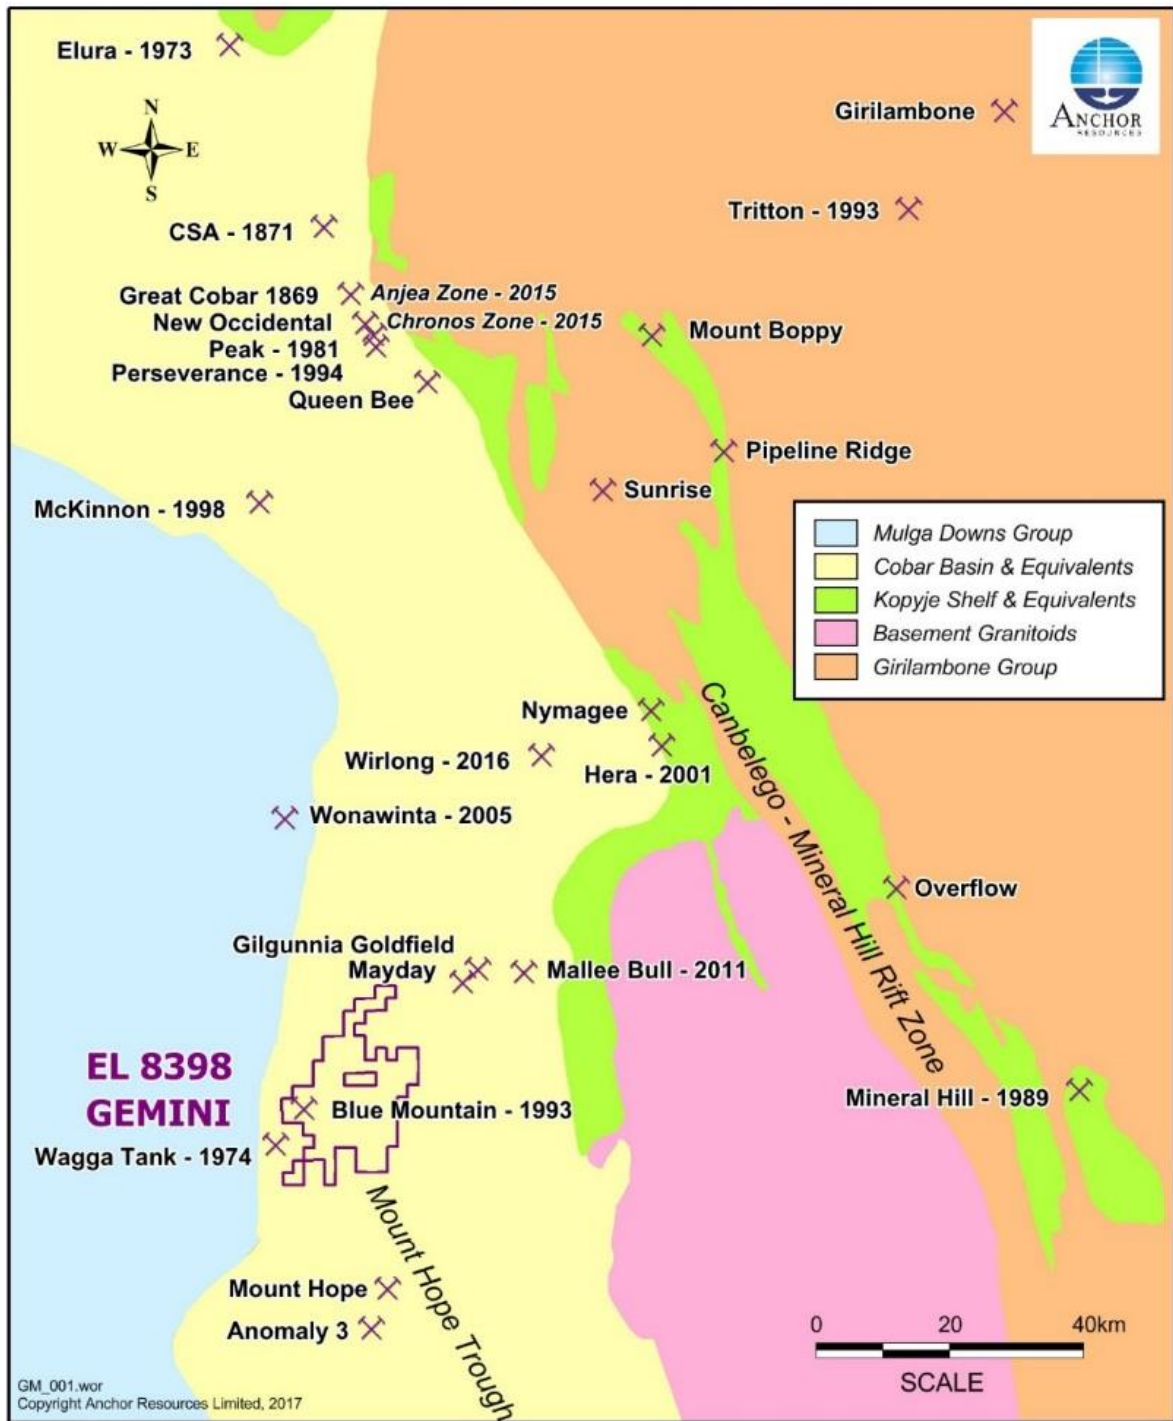 Elura - 1973
N
W E
S
ANCHOR
RESOURCES
Girilambone
Tritton - 1993
CSA - 1871
Great Cobar 1869
Anjea Zone - 2015
New Occidental
Chronos Zone - 2015
Peak - 1981
Mount Boppy
Perseverance - 1994
Queen Bee
Pipeline Ridge
Sunrise
McKinnon - 1998
Mulga Downs Group
Cobar Basin & Equivalents
Kopyje Shelf & Equivalents
Basement Granitoids
Girilambone Group
Nymagee
Wirlong - 2016
Hera - 2001
Canbelego - Mineral Hill Rift Zone
Wonawinta - 2005
Overflow
Gilgunnia Goldfield
Mayday
Mallee Bull - 2011
EL 8398
GEMINI
Blue Mountain - 1993
Mineral Hill - 1989
Wagga Tank - 1974
Mount Hope Trough
Mount Hope
Anomaly 3
0 20 40km
SCALE
GM_001.wor
Copyright Anchor Resources Limited, 2017